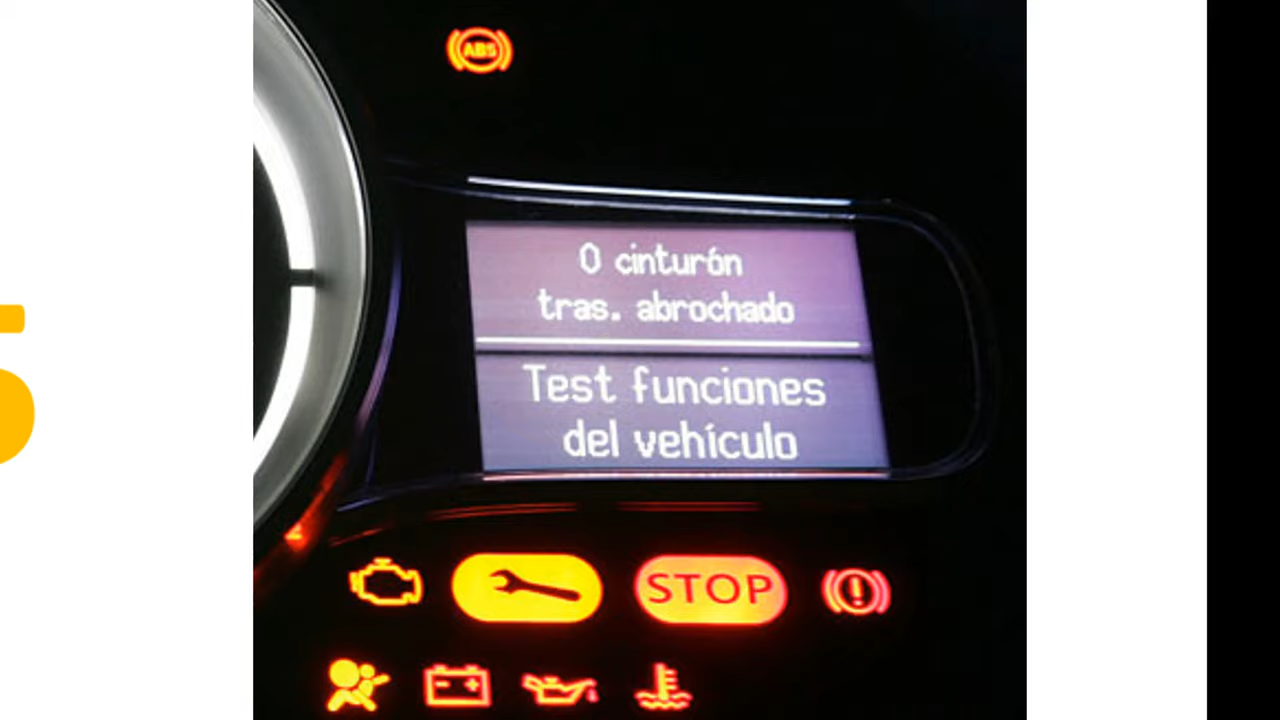 ABS
0 cinturón
tras. abrochado
Test funciones
del vehículo
STOP